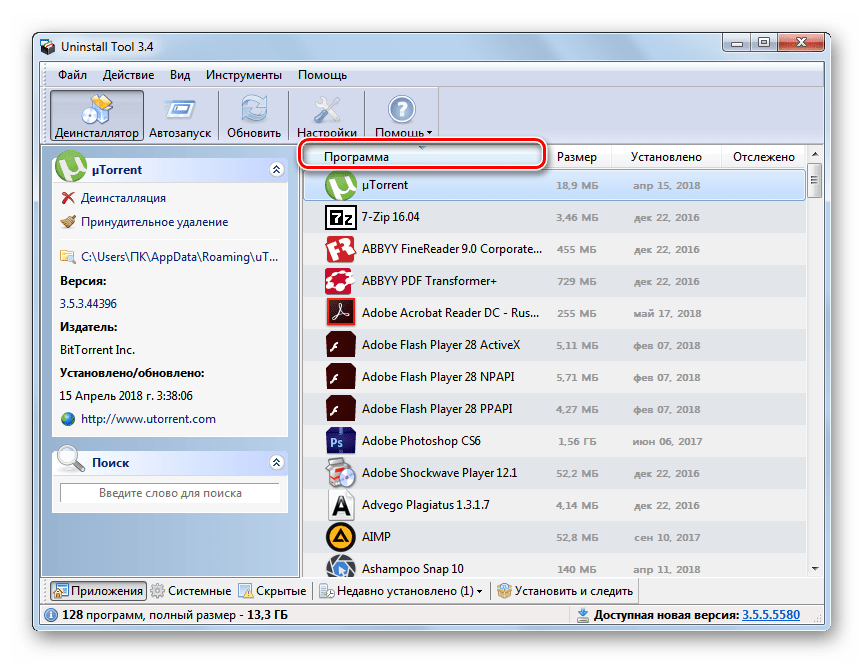 Uninstall Tool 3.4
Файл Действие Вид Инструменты Помощь
Деинсталлятор Автозапуск Обновить Настройки Помощь
µTorrent
Деинсталляция
Принудительное удаление
C:\Users\ПК\AppData\Roaming\uT...
Версия:
3.5.3.44396
Издатель:
BitTorrent Inc.
Установлено/обновлено:
15 Апрель 2018 г. 3:38:06
http://www.utorrent.com
Поиск
Введите слово для поиска
Программа Размер Установлено Отслежено
µTorrent 18,9 МБ апр 15, 2018
7-Zip 16.04 3,46 МБ дек 22, 2016
ABBYY FineReader 9.0 Corporate... 455 МБ дек 22, 2016
ABBYY PDF Transformer+ 729 МБ дек 22, 2016
Adobe Acrobat Reader DC - Rus... 255 МБ май 17, 2018
Adobe Flash Player 28 ActiveX 5,11 МБ фев 07, 2018
Adobe Flash Player 28 NPAPI 5,71 МБ фев 07, 2018
Adobe Flash Player 28 PPAPI 4,27 МБ фев 07, 2018
Adobe Photoshop CS6 1,56 ГБ июн 06, 2017
Adobe Shockwave Player 12.1 52,2 МБ дек 22, 2016
Advego Plagiatus 1.3.1.7 4,14 МБ дек 22, 2016
AIMP 52,8 МБ сен 10, 2017
Ashampoo Snap 10 140 МБ апр 11, 2018
Приложения Системные Скрытые Недавно установлено (1) Установить и следить
128 программ, полный размер - 13,3 ГБ Доступная новая версия: 3.5.5.5580